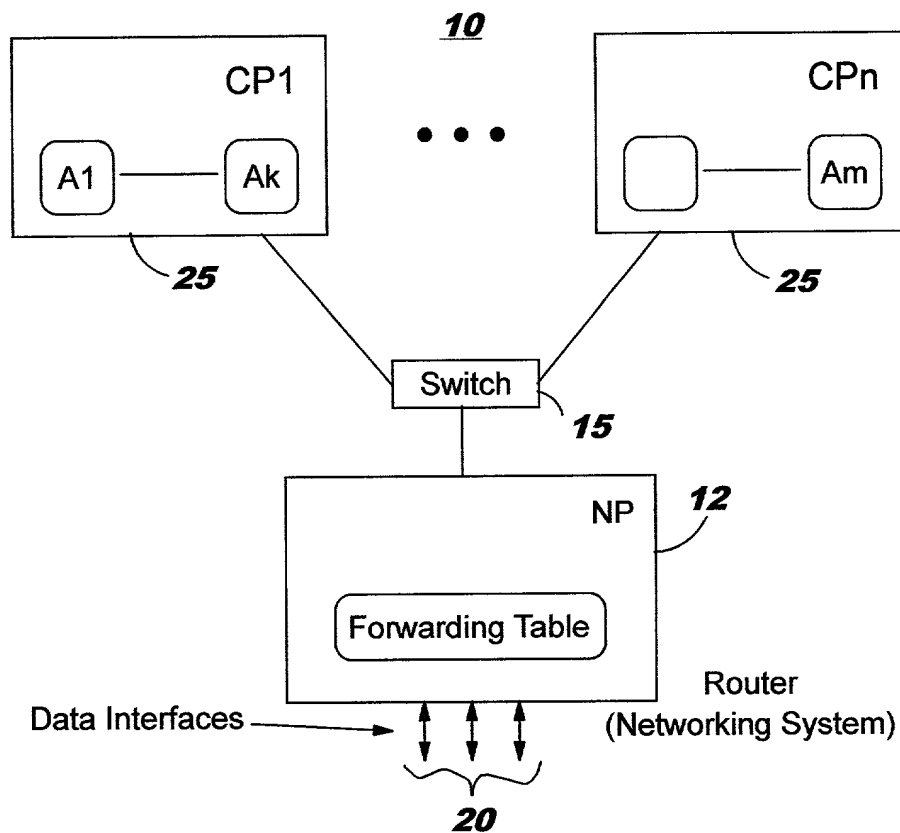 10
CP1
A1
Ak
25
CPn
Am
25
Switch
15
NP
12
Forwarding Table
Data Interfaces
Router
(Networking System)
20